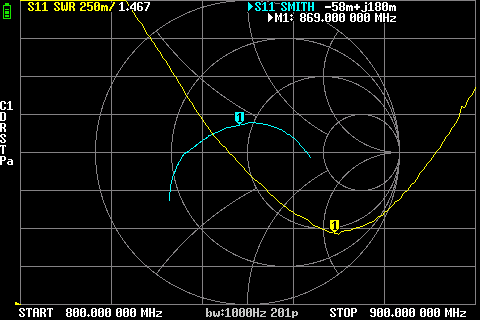 S11 SWR 250m/ 1.467
S11 SMITH -58m+j180m
M1: 869.000 000 MHz
C1
D
R
S
T
Pa
1
1
START 800.000 000 MHz
bw:1000Hz 201p
STOP 900.000 000 MHz